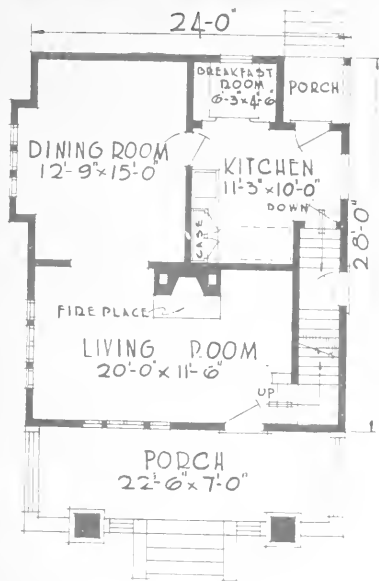 24'-0"
BREAKFAST
ROOM
6'-3"x4'-6"
PORCH
DINING ROOM
12'-9"x15'-0"
KITCHEN
11'-3"x10'-0"
DOWN
CASE
28'-0"
FIRE PLACE
LIVING ROOM
20'-0"x11'-6"
UP
PORCH
22'-6"x7'-0"